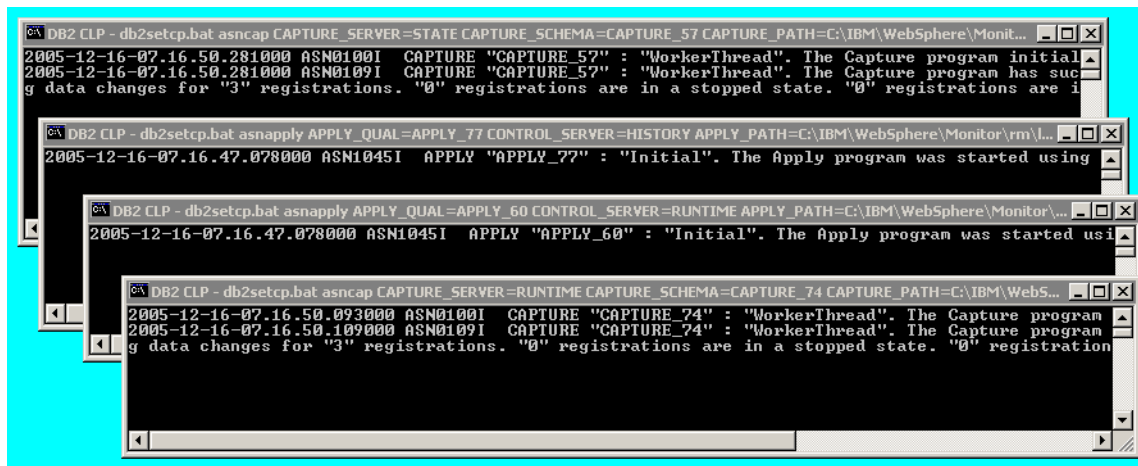 DB2 CLP - db2setcp.bat asncap CAPTURE_SERVER=STATE CAPTURE_SCHEMA=CAPTURE_57 CAPTURE_PATH=C:\IBM\WebSphere\Monit...
2005-12-16-07.16.50.281000 ASN0100I CAPTURE "CAPTURE_57" : "WorkerThread". The Capture program initial
2005-12-16-07.16.50.281000 ASN0109I CAPTURE "CAPTURE_57" : "WorkerThread". The Capture program has suc
g data changes for "3" registrations. "0" registrations are in a stopped state. "0" registrations are i
DB2 CLP - db2setcp.bat asnapply APPLY_QUAL=APPLY_77 CONTROL_SERVER=HISTORY APPLY_PATH=C:\IBM\WebSphere\Monitor\rm\l...
2005-12-16-07.16.47.078000 ASN1045I APPLY "APPLY_77" : "Initial". The Apply program was started using
DB2 CLP - db2setcp.bat asnapply APPLY_QUAL=APPLY_60 CONTROL_SERVER=RUNTIME APPLY_PATH=C:\IBM\WebSphere\Monitor\...
2005-12-16-07.16.47.078000 ASN1045I APPLY "APPLY_60" : "Initial". The Apply program was started usi
DB2 CLP - db2setcp.bat asncap CAPTURE_SERVER=RUNTIME CAPTURE_SCHEMA=CAPTURE_74 CAPTURE_PATH=C:\IBM\WebS...
2005-12-16-07.16.50.093000 ASN0100I CAPTURE "CAPTURE_74" : "WorkerThread". The Capture program
2005-12-16-07.16.50.109000 ASN0109I CAPTURE "CAPTURE_74" : "WorkerThread". The Capture program
g data changes for "3" registrations. "0" registrations are in a stopped state. "0" registration